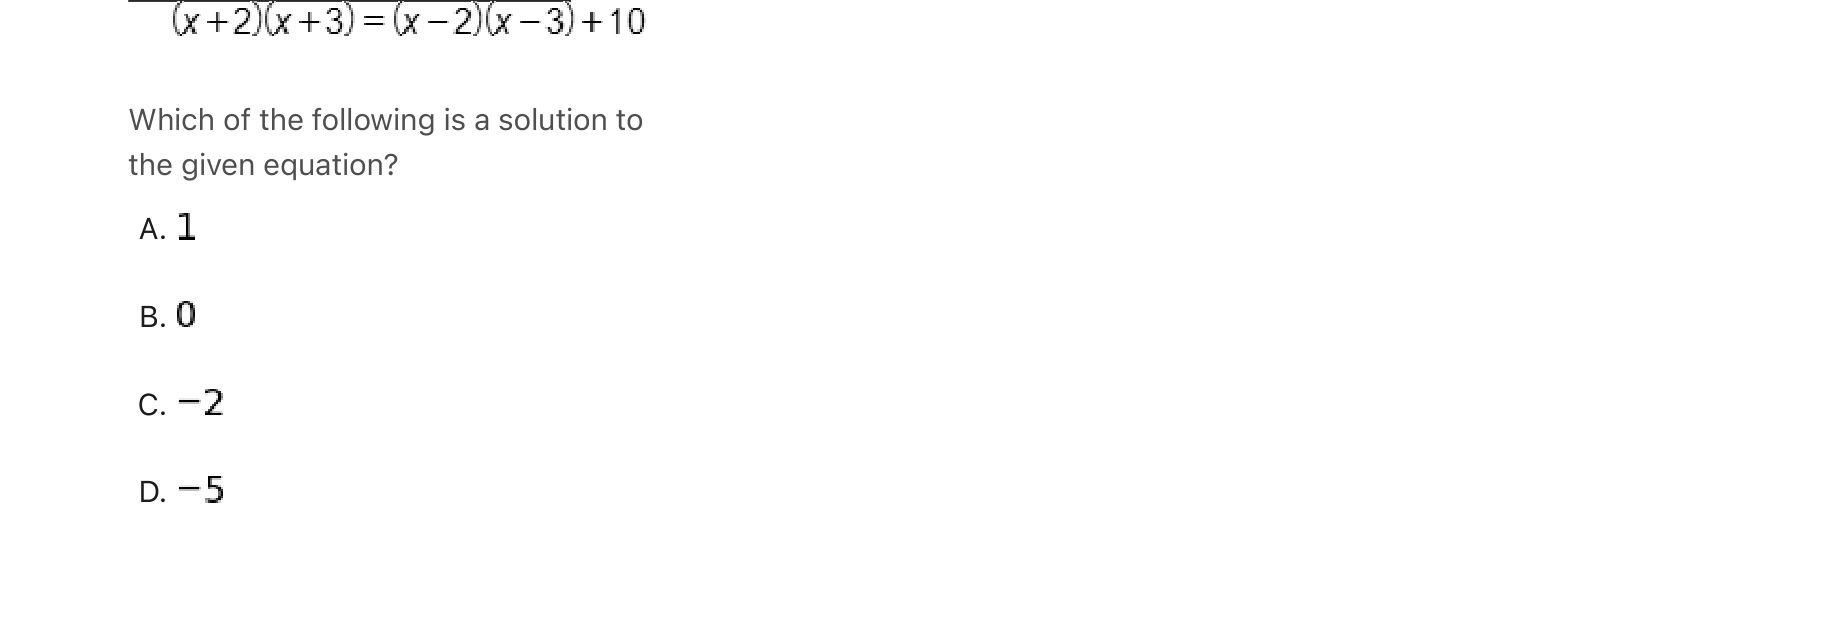 (x+2)(x+3)=(x−2)(x−3)+10
Which of the following is a solution to
the given equation?
A. 1
B. 0
C. −2
D. −5